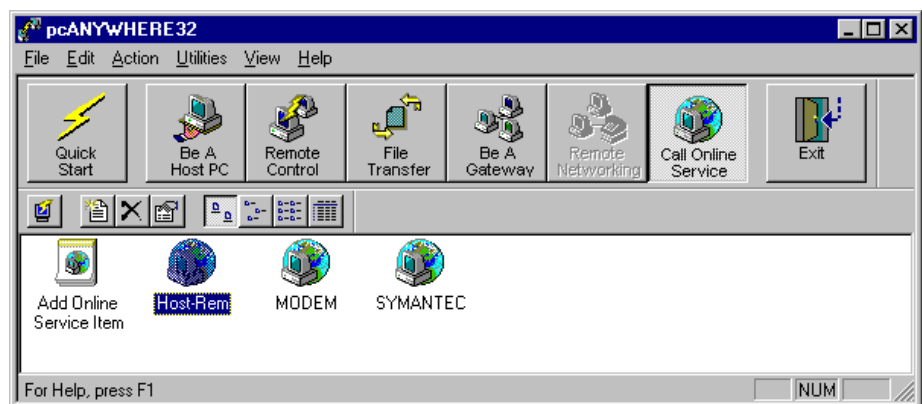 pcANYWHERE32
File Edit Action Utilities View Help
Quick
Start
Be A
Host PC
Remote
Control
File
Transfer
Be A
Gateway
Remote
Networking
Call Online
Service
Exit
Add Online
Service Item
Host-Rem
MODEM
SYMANTEC
For Help, press F1
NUM